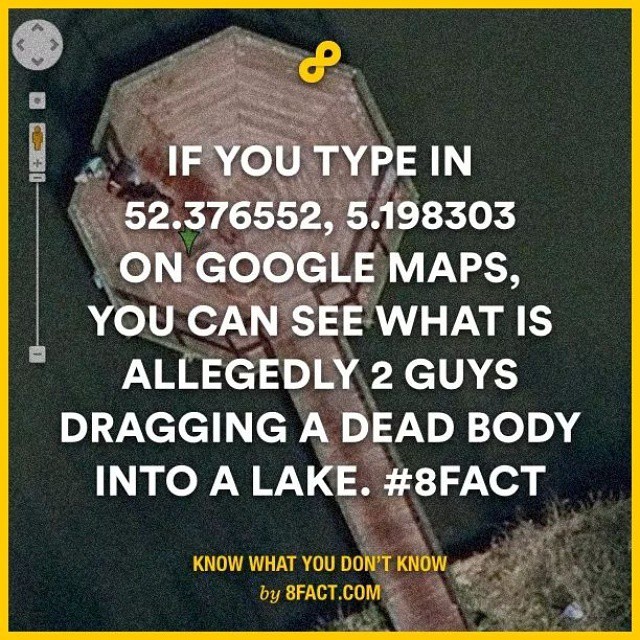 IF YOU TYPE IN
52.376552, 5.198303
ON GOOGLE MAPS,
YOU CAN SEE WHAT IS
ALLEGEDLY 2 GUYS
DRAGGING A DEAD BODY
INTO A LAKE. #8FACT
KNOW WHAT YOU DON'T KNOW
by 8FACT.COM